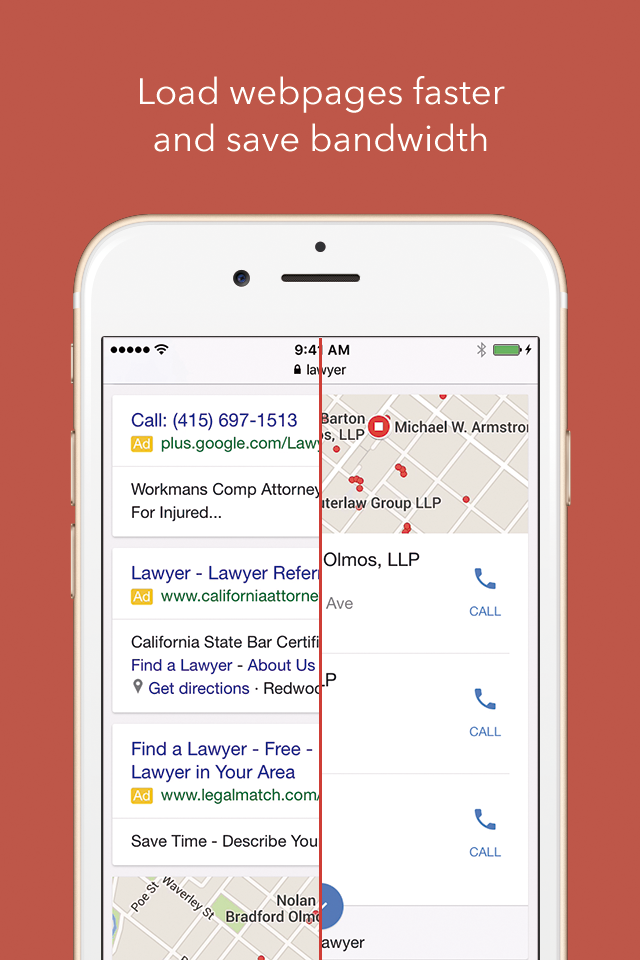 Load webpages faster
and save bandwidth
9:41 AM
lawyer
Call: (415) 697-1513
Ad plus.google.com/Lawy
Workmans Comp Attorney
For Injured...
Lawyer - Lawyer Referr
Ad www.californiaattorne
California State Bar Certifi
Find a Lawyer - About Us
Get directions · Redwoo
Find a Lawyer - Free -
Lawyer in Your Area
Ad www.legalmatch.com/
Save Time - Describe You
Poe St
Waverley St
Nolan
Bradford Olmo
Barton
os, LLP
Michael W. Armstron
uterlaw Group LLP
Olmos, LLP
Ave
CALL
LP
CALL
CALL
awyer